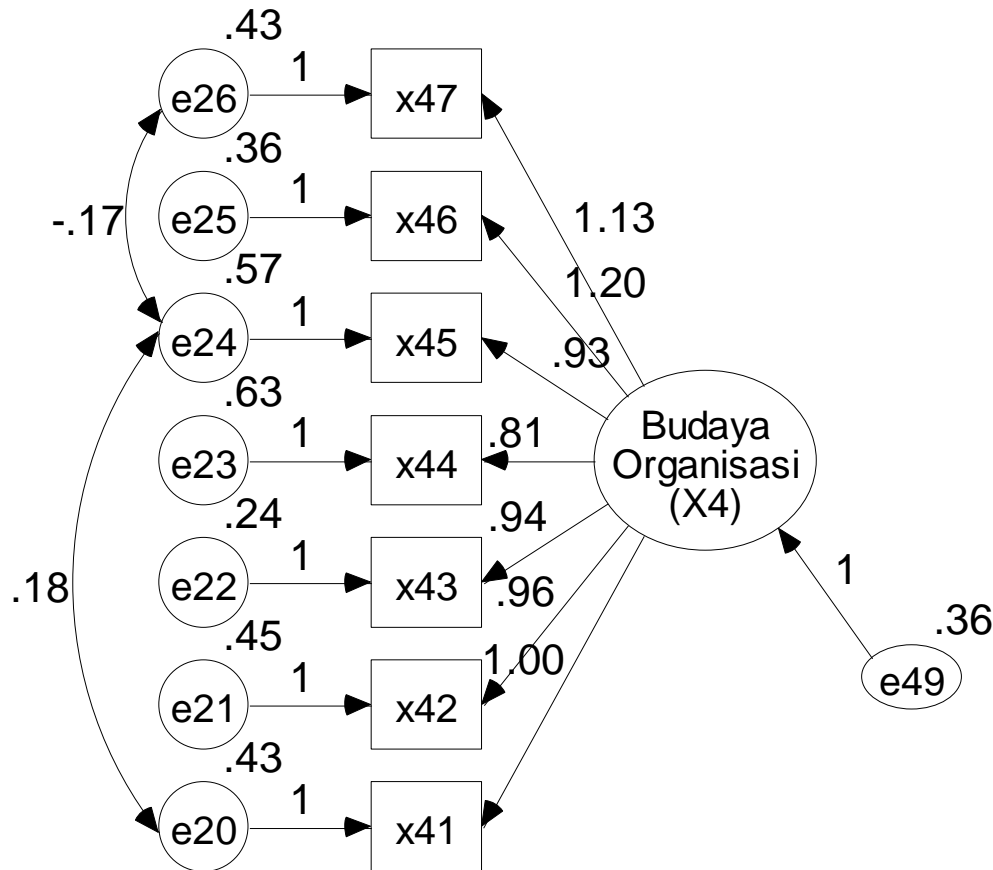 .43
e26
1
x47
.36
e25
1
x46
1.13
-.17
.57
1.20
e24
1
x45
.93
.63
e23
1
x44
.81
Budaya
Organisasi
(X4)
.24
e22
1
x43
.94
.18
.96
1
.45
e21
1
x42
1.00
.36
e49
.43
e20
1
x41